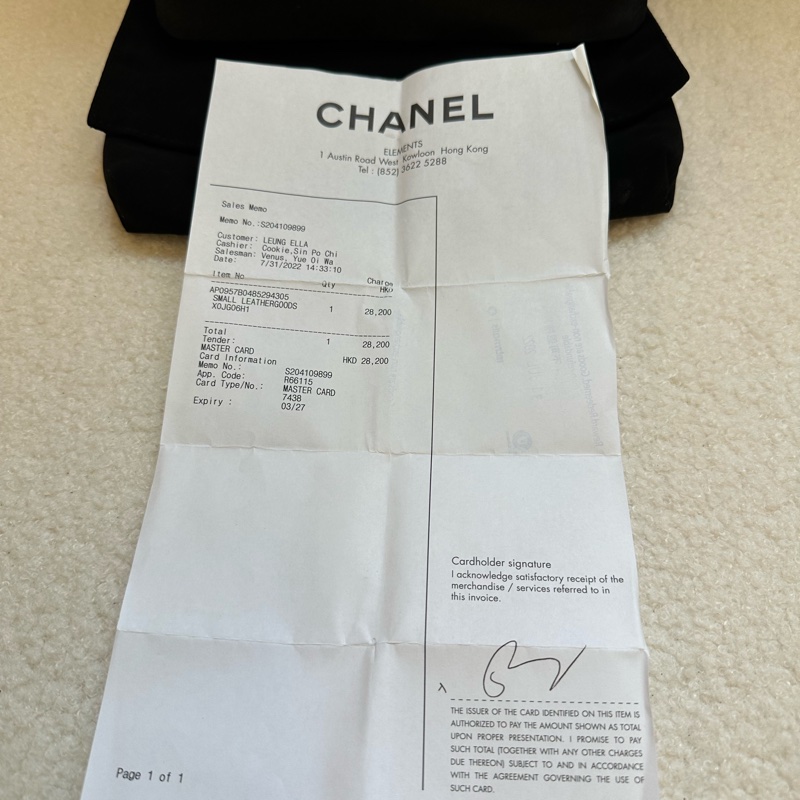 CHANEL
ELEMENTS
1 Austin Road West Kowloon Hong Kong
Tel : (852) 3622 5288
Sales Memo
Memo No.:S204109899
Customer: LEUNG ELLA
Cashier: Cookie,Sin Po Chi
Salesman: Venus, Yue Oi Wa
Date: 7/31/2022 14:33:10
Item No Qty Charge
HKD
AP0957B0485294305
SMALL LEATHERGOODS 1 28,200
X0JG06H1
Total 1 28,200
Tender:
MASTER CARD HKD 28,200
Card Information
Memo No.: S204109899
App. Code: R66115
Card Type/No.: MASTER CARD
7438
Expiry : 03/27
Cardholder signature
I acknowledge satisfactory receipt of the
merchandise / services referred to in
this invoice.
THE ISSUER OF THE CARD IDENTIFIED ON THIS ITEM IS
AUTHORIZED TO PAY THE AMOUNT SHOWN AS TOTAL
UPON PROPER PRESENTATION. I PROMISE TO PAY
SUCH TOTAL (TOGETHER WITH ANY OTHER CHARGES
DUE THEREON) SUBJECT TO AND IN ACCORDANCE
WITH THE AGREEMENT GOVERNING THE USE OF
SUCH CARD.
Page 1 of 1